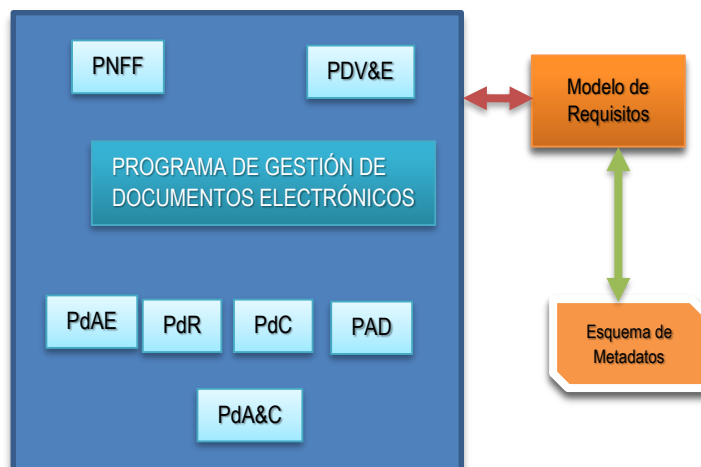 PNFF
PDV&E
Modelo de
Requisitos
PROGRAMA DE GESTIÓN DE
DOCUMENTOS ELECTRÓNICOS
PdAE
PdR
PdC
PAD
Esquema de
Metadatos
PdA&C